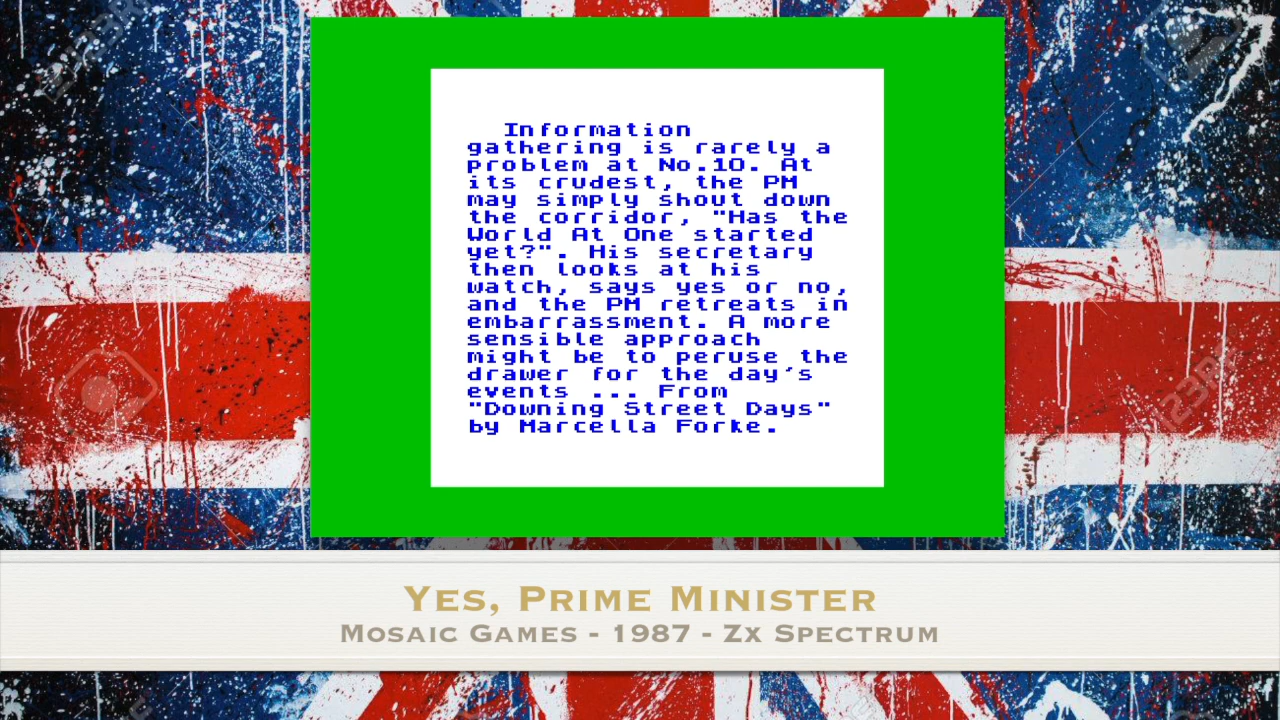 Information
gathering is rarely a
problem at No.10. At
its crudest, the PM
may simply shout down
the corridor, "Has the
World At One started
yet?". His secretary
then looks at his
watch, says yes or no,
and the PM retreats in
embarrassment. A more
sensible approach
might be to peruse the
drawer for the day's
events ... From
"Downing Street Days"
by Marcella Forke.
Yes, Prime Minister
Mosaic Games - 1987 - Zx Spectrum